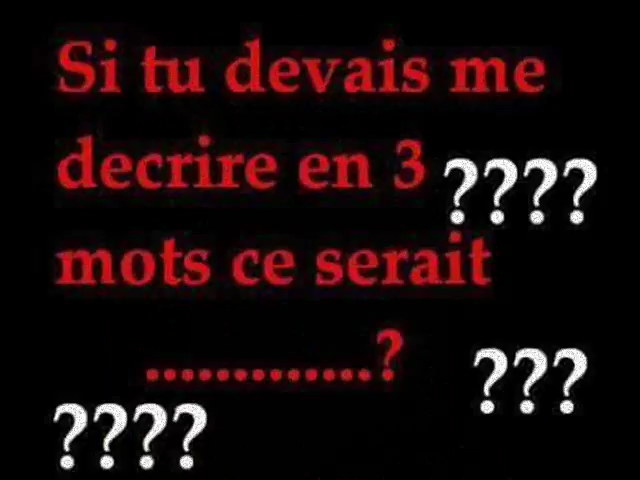 Si tu devais me
decrire en 3 ????
mots ce serait
.............?
???
????